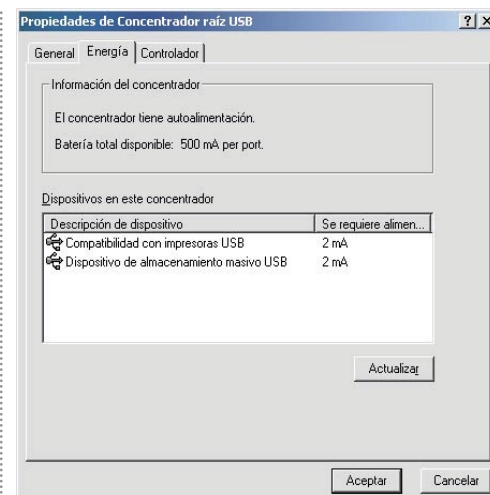 Propiedades de Concentrador raíz USB
General Energía Controlador
Información del concentrador
El concentrador tiene autoalimentación.
Batería total disponible: 500 mA per port.
Dispositivos en este concentrador
Descripción de dispositivo Se requiere alimen...
Compatibilidad con impresoras USB 2 mA
Dispositivo de almacenamiento masivo USB 2 mA
Actualizar
Aceptar Cancelar